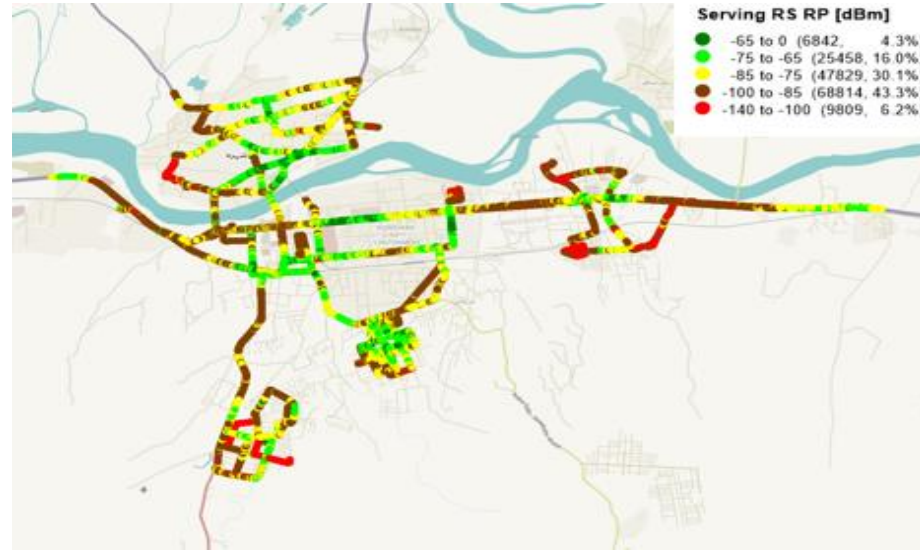 Serving RS RP [dBm]
-65 to 0 (6842, 4.3%
-75 to -65 (25458, 16.0%
-85 to -75 (47829, 30.1%
-100 to -85 (68814, 43.3%
-140 to -100 (9809, 6.2%